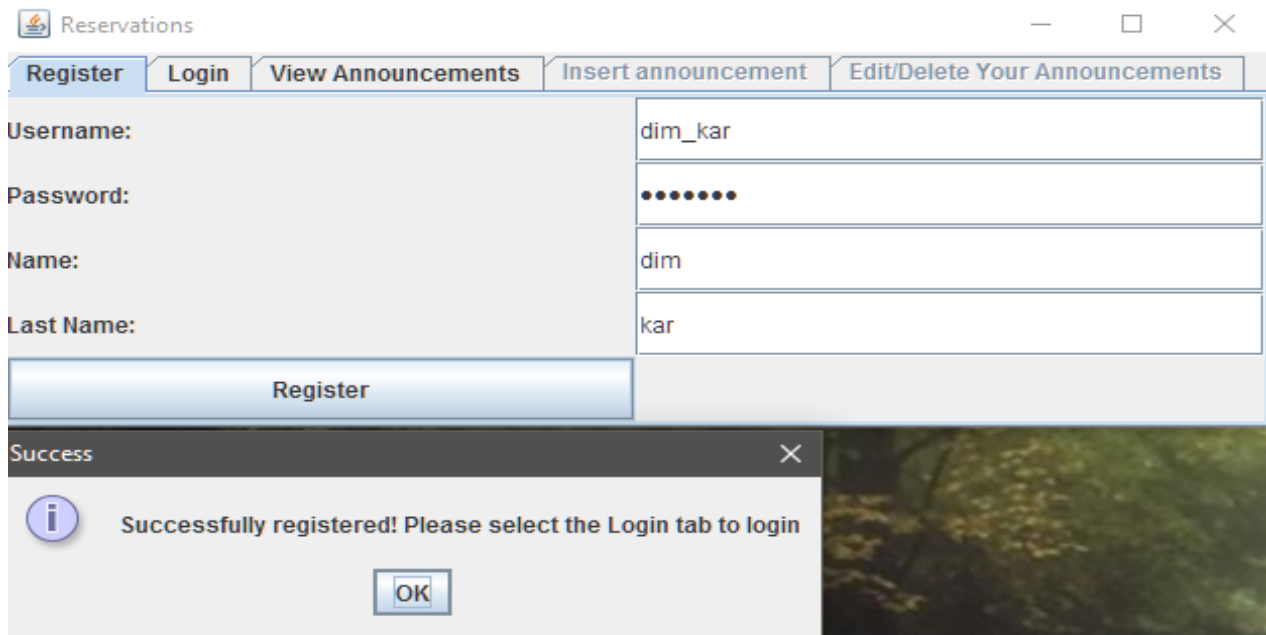 Reservations
Register Login View Announcements Insert announcement Edit/Delete Your Announcements
Username: dim_kar
Password: •••••••
Name: dim
Last Name: kar
Register
Success
Successfully registered! Please select the Login tab to login
OK